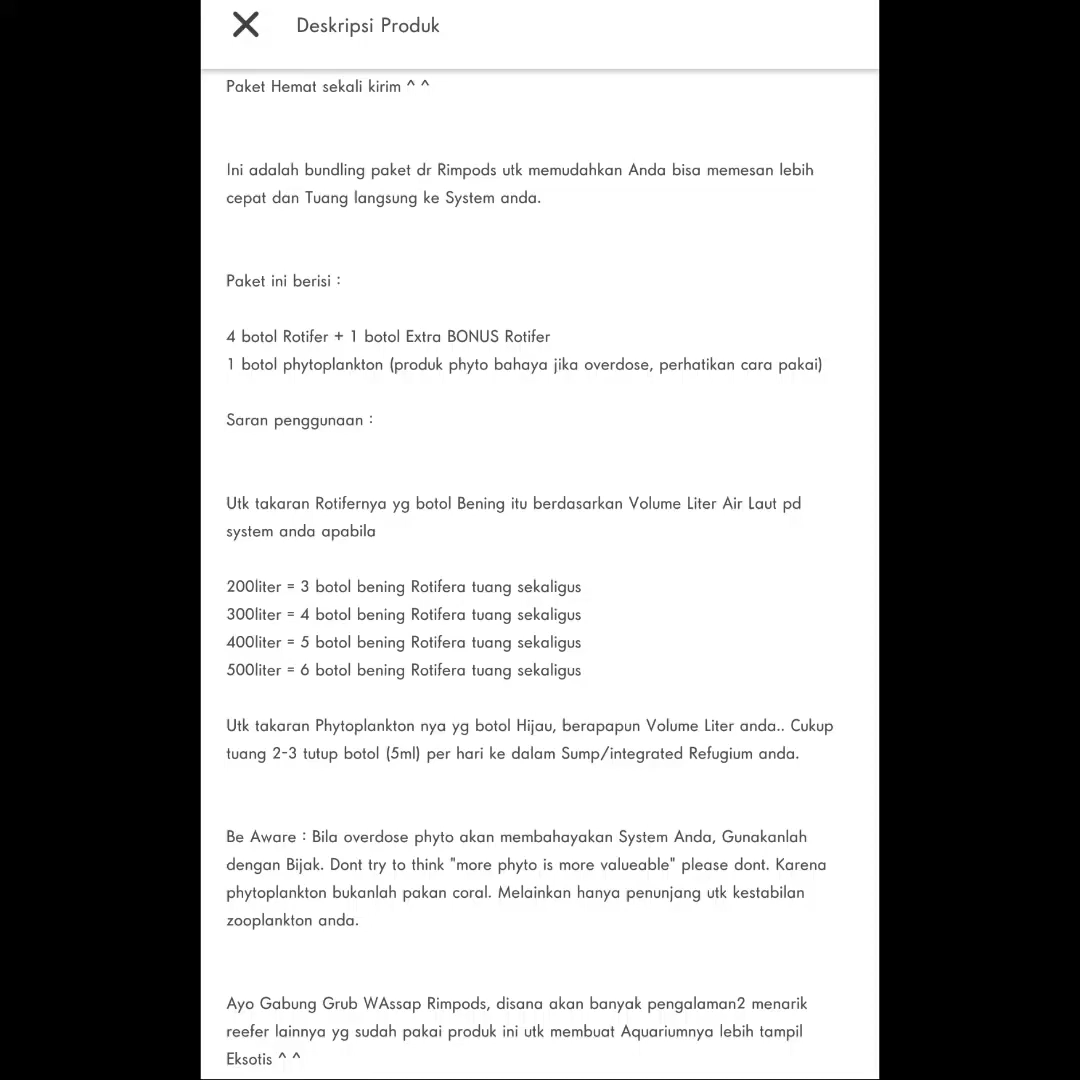 Deskripsi Produk
Paket Hemat sekali kirim ^ ^
Ini adalah bundling paket dr Rimpods utk memudahkan Anda bisa memesan lebih
cepat dan Tuang langsung ke System anda.
Paket ini berisi :
4 botol Rotifer + 1 botol Extra BONUS Rotifer
1 botol phytoplankton (produk phyto bahaya jika overdose, perhatikan cara pakai)
Saran penggunaan :
Utk takaran Rotifernya yg botol Bening itu berdasarkan Volume Liter Air Laut pd
system anda apabila
200liter = 3 botol bening Rotifera tuang sekaligus
300liter = 4 botol bening Rotifera tuang sekaligus
400liter = 5 botol bening Rotifera tuang sekaligus
500liter = 6 botol bening Rotifera tuang sekaligus
Utk takaran Phytoplankton nya yg botol Hijau, berapapun Volume Liter anda.. Cukup
tuang 2-3 tutup botol (5ml) per hari ke dalam Sump/integrated Refugium anda.
Be Aware : Bila overdose phyto akan membahayakan System Anda, Gunakanlah
dengan Bijak. Dont try to think "more phyto is more valueable" please dont. Karena
phytoplankton bukanlah pakan coral. Melainkan hanya penunjang utk kestabilan
zooplankton anda.
Ayo Gabung Grub WAssap Rimpods, disana akan banyak pengalaman2 menarik
reefer lainnya yg sudah pakai produk ini utk membuat Aquariumnya lebih tampil
Eksotis ^ ^